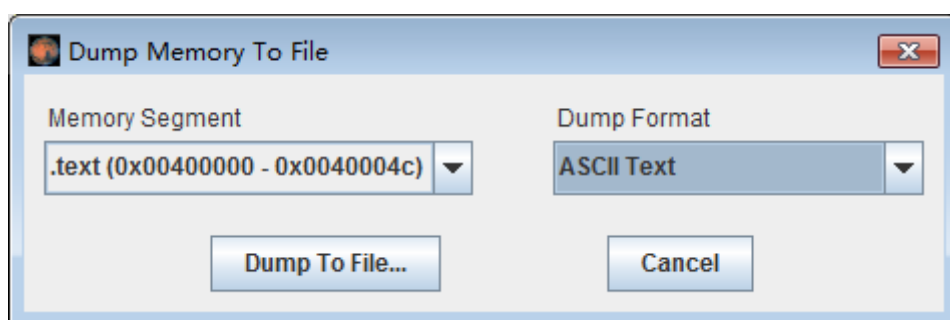 Dump Memory To File
Memory Segment
Dump Format
.text (0x00400000 - 0x0040004c)
ASCII Text
Dump To File...
Cancel